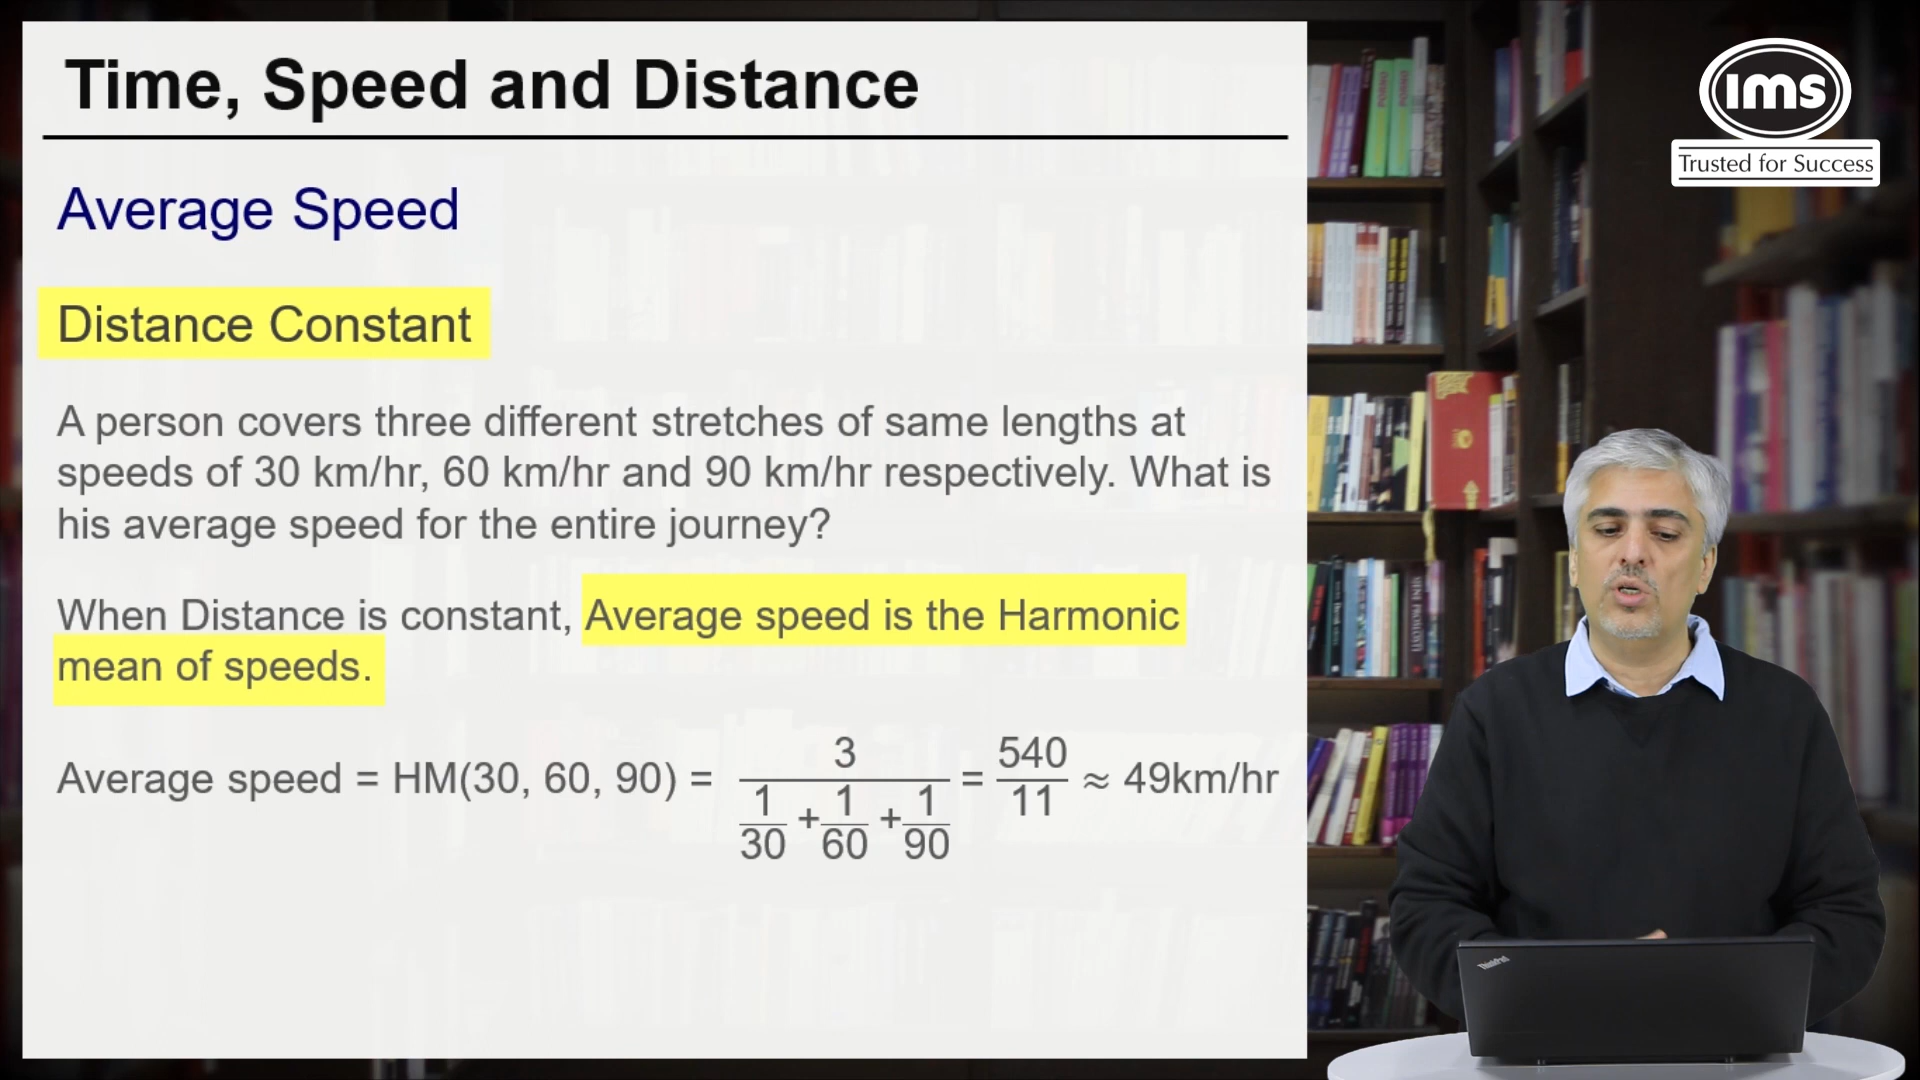 Time, Speed and Distance
Average Speed
Distance Constant
A person covers three different stretches of same lengths at
speeds of 30 km/hr, 60 km/hr and 90 km/hr respectively. What is
his average speed for the entire journey?
When Distance is constant, Average speed is the Harmonic
mean of speeds.
Average speed = HM(30, 60, 90) = 3/(1/30 + 1/60 + 1/90) = 540/11 ≈ 49km/hr
ims
Trusted for Success
ThinkPad